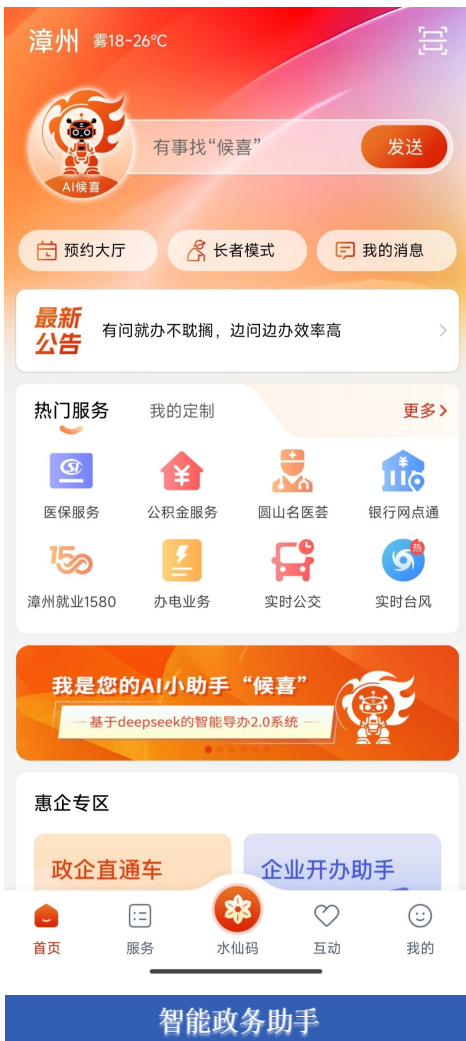 漳州 雾18~26℃
AI候喜
有事找“候喜”
发送
预约大厅
长者模式
我的消息
最新
公告
有问就办不耽搁，边问边办效率高
热门服务
我的定制
更多
医保服务
公积金服务
圆山名医荟
银行网点通
1580
热
漳州就业1580
办电业务
实时公交
实时台风
我是您的AI小助手“候喜”
基于deepseek的智能导办2.0系统
惠企专区
政企直通车
企业开办助手
首页
服务
水仙码
互动
我的
智能政务助手